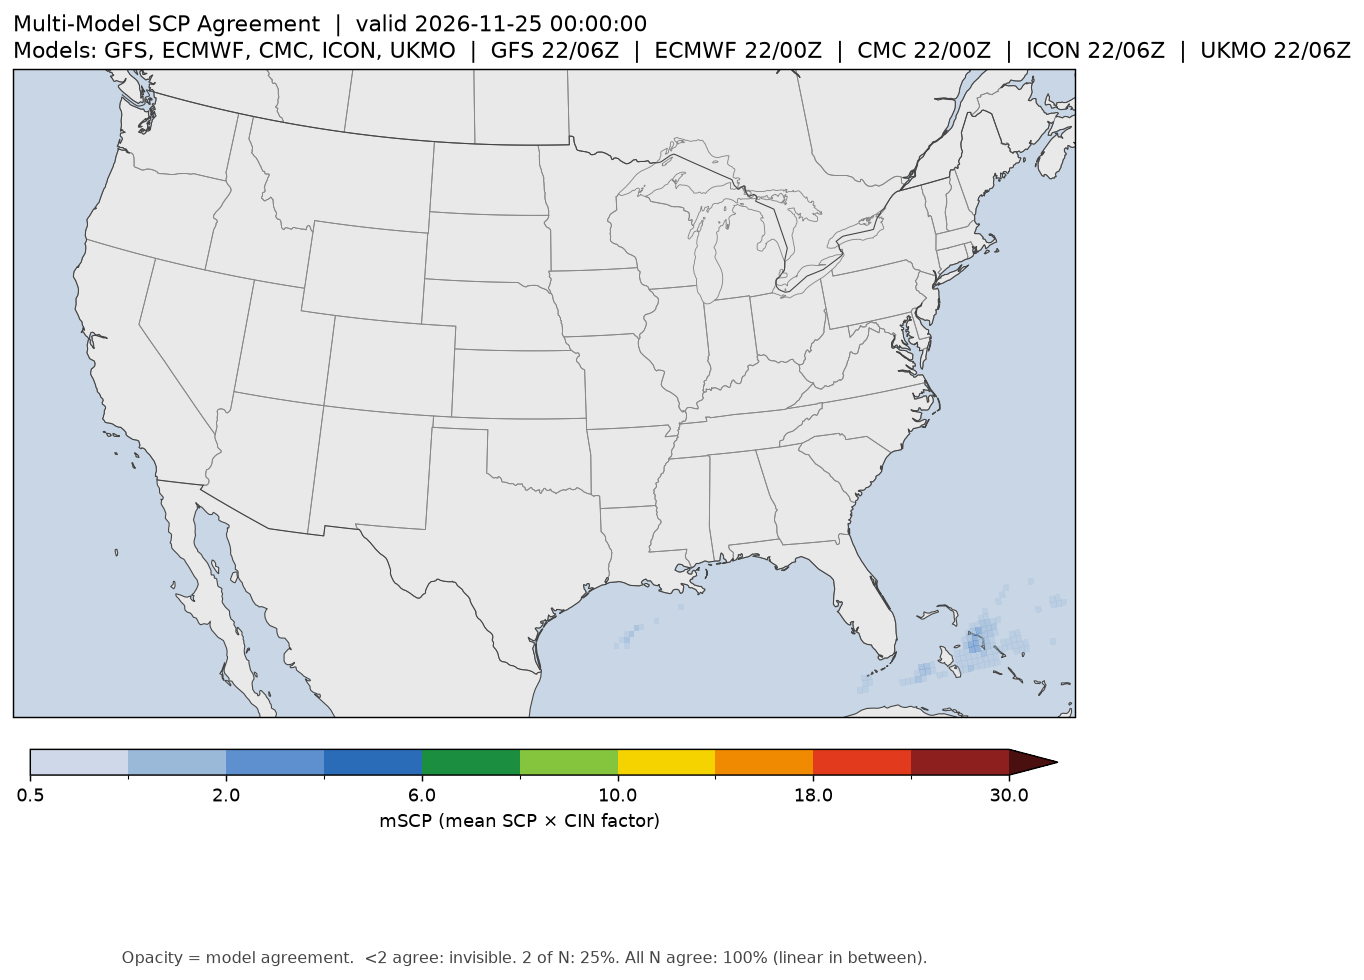 Multi-Model SCP Agreement  |  valid 2026-11-25 00:00:00
Models: GFS, ECMWF, CMC, ICON, UKMO  |  GFS 22/06Z  |  ECMWF 22/00Z  |  CMC 22/00Z  |  ICON 22/06Z  |  UKMO 22/06Z
0.5 2.0 6.0 10.0 18.0 30.0
mSCP (mean SCP × CIN factor)
Opacity = model agreement.  <2 agree: invisible. 2 of N: 25%. All N agree: 100% (linear in between).